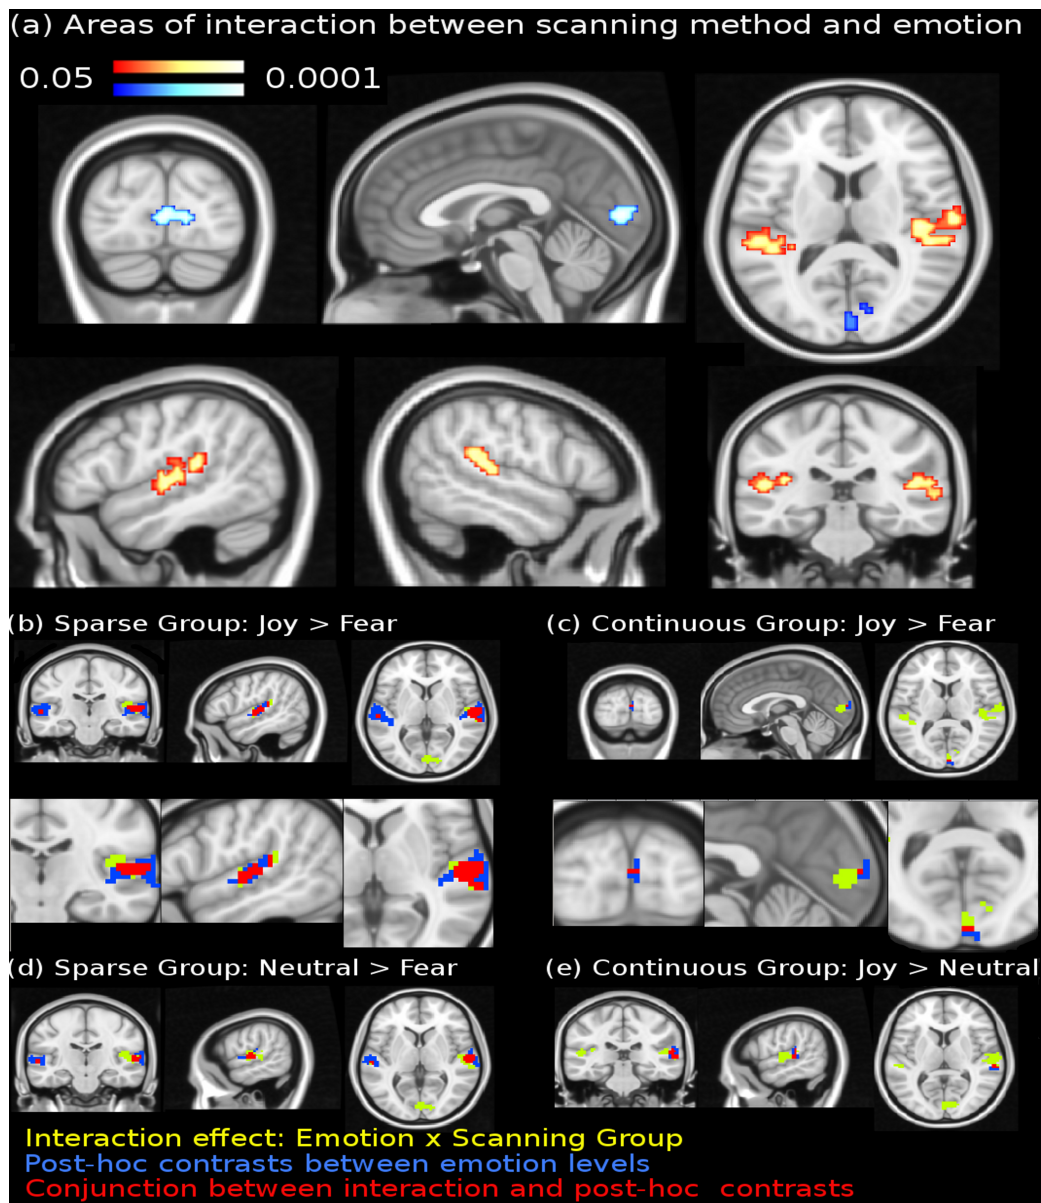 (a) Areas of interaction between scanning method and emotion
0.05 0.0001
(b) Sparse Group: Joy > Fear
(c) Continuous Group: Joy > Fear
(d) Sparse Group: Neutral > Fear
(e) Continuous Group: Joy > Neutral
Interaction effect: Emotion x Scanning Group
Post-hoc contrasts between emotion levels
Conjunction between interaction and post-hoc contrasts